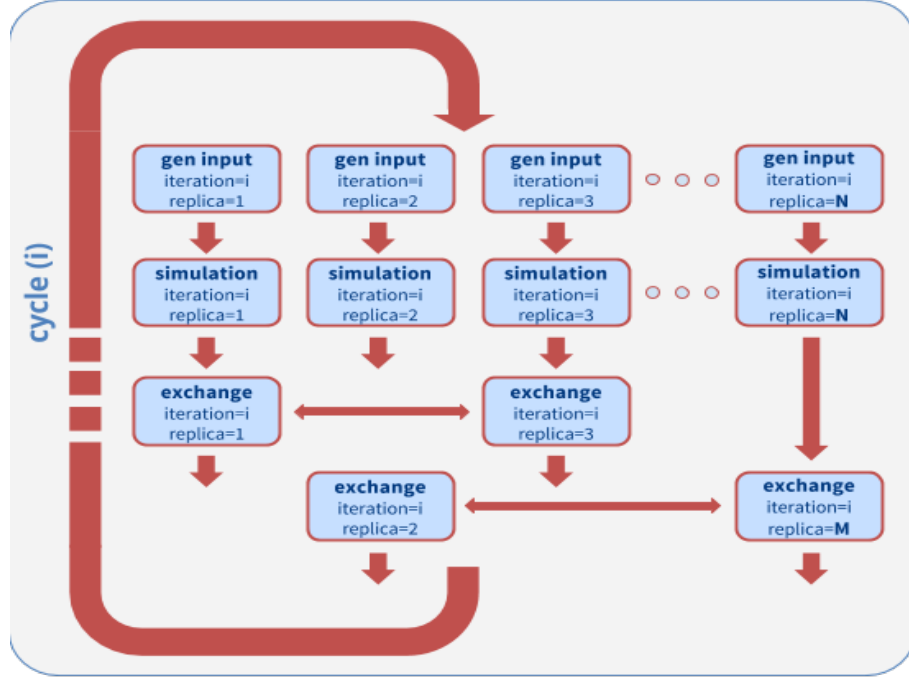 cycle (i)
gen input
iteration=i
replica=1
gen input
iteration=i
replica=2
gen input
iteration=i
replica=3
gen input
iteration=i
replica=N
simulation
iteration=i
replica=1
simulation
iteration=i
replica=2
simulation
iteration=i
replica=3
simulation
iteration=i
replica=N
exchange
iteration=i
replica=1
exchange
iteration=i
replica=3
exchange
iteration=i
replica=2
exchange
iteration=i
replica=M